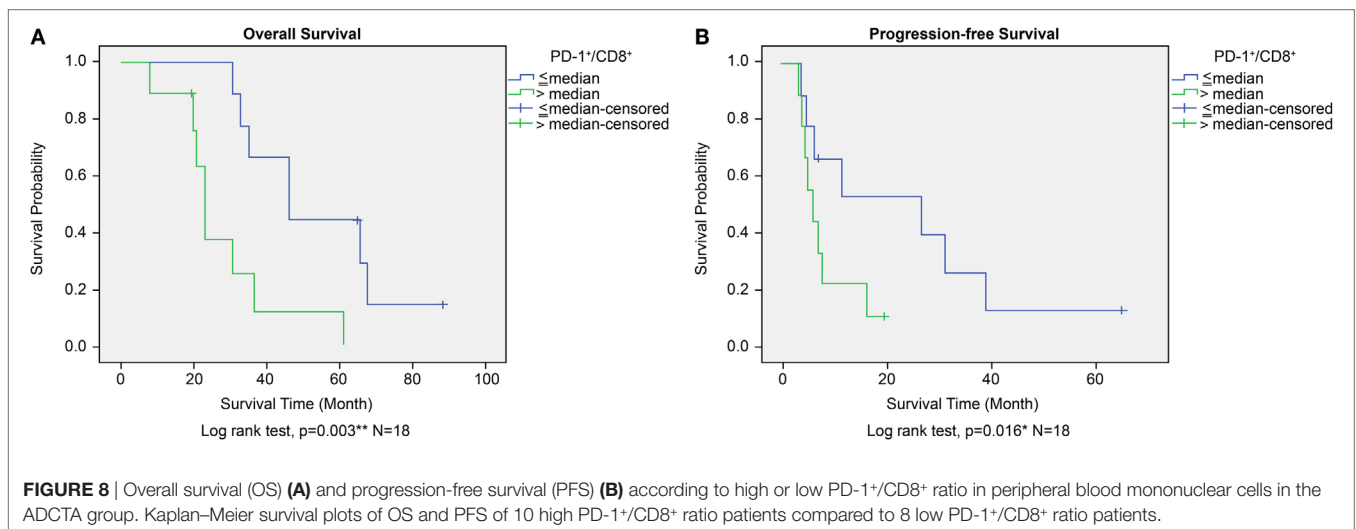 A
Overall Survival
PD-1⁺/CD8⁺
≤median
> median
≤median-censored
> median-censored
Survival Probability
1.0
0.8
0.6
0.4
0.2
0.0
0 20 40 60 80 100
Survival Time (Month)
Log rank test, p=0.003** N=18
B
Progression-free Survival
PD-1⁺/CD8⁺
≤median
> median
≤median-censored
> median-censored
Survival Probability
1.0
0.8
0.6
0.4
0.2
0.0
0 20 40 60
Survival Time (Month)
Log rank test, p=0.016* N=18
FIGURE 8 | Overall survival (OS) (A) and progression-free survival (PFS) (B) according to high or low PD-1⁺/CD8⁺ ratio in peripheral blood mononuclear cells in the
ADCTA group. Kaplan–Meier survival plots of OS and PFS of 10 high PD-1⁺/CD8⁺ ratio patients compared to 8 low PD-1⁺/CD8⁺ ratio patients.